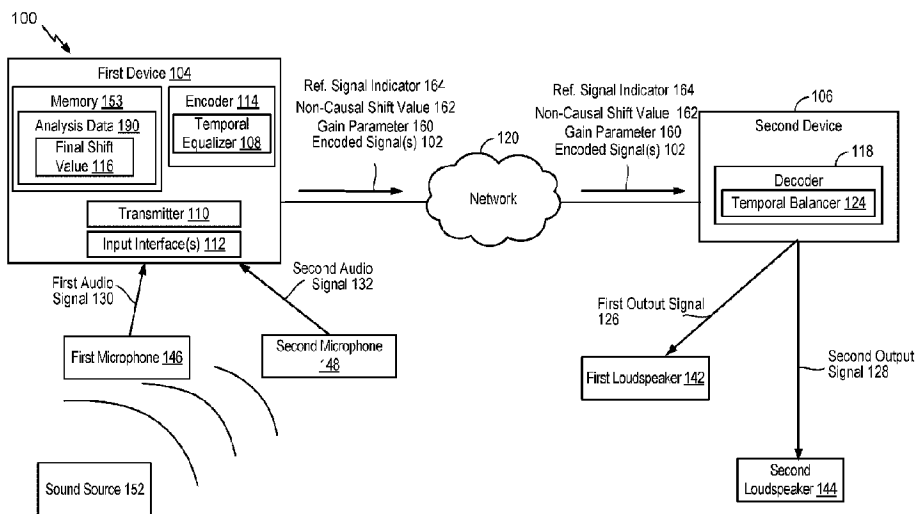 100
First Device 104
Memory 153
Analysis Data 190
Final Shift
Value 116
Encoder 114
Temporal
Equalizer 108
Transmitter 110
Input Interface(s) 112
Ref. Signal Indicator 164
Non-Causal Shift Value 162
Gain Parameter 160
Encoded Signal(s) 102
120
Network
Ref. Signal Indicator 164
Non-Causal Shift Value 162
Gain Parameter 160
Encoded Signal(s) 102
106
Second Device
118
Decoder
Temporal Balancer 124
First Audio
Signal 130
Second Audio
Signal 132
First Microphone 146
Second Microphone
148
Sound Source 152
First Output Signal
126
First Loudspeaker 142
Second Output
Signal 128
Second
Loudspeaker 144